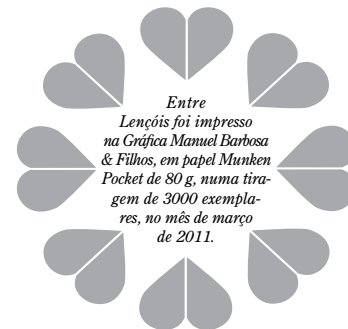 Entre
Lençóis foi impresso
na Gráfica Manuel Barbosa
& Filhos, em papel Munken
Pocket de 80 g, numa tira-
gem de 3000 exempla-
res, no mês de março
de 2011.